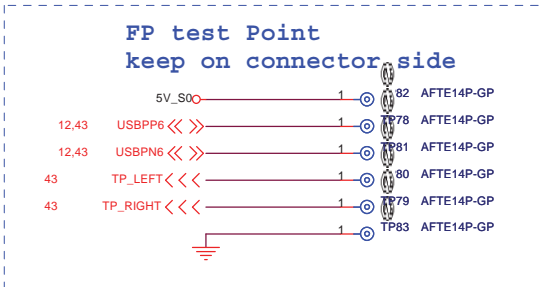 FP test Point
keep on connector side
5V_S0 1 82 AFTE14P-GP
12,43 USBPP6 1 TP78 AFTE14P-GP
12,43 USBPN6 1 TP81 AFTE14P-GP
43 TP_LEFT 1 80 AFTE14P-GP
43 TP_RIGHT 1 TP79 AFTE14P-GP
1 TP83 AFTE14P-GP